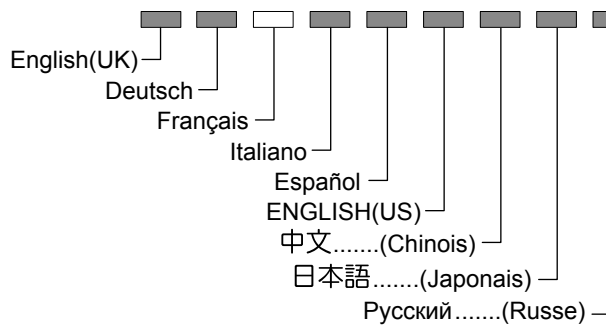 English(UK)
Deutsch
Français
Italiano
Español
ENGLISH(US)
中文.......(Chinois)
日本語.......(Japonais)
Русский.......(Russe)